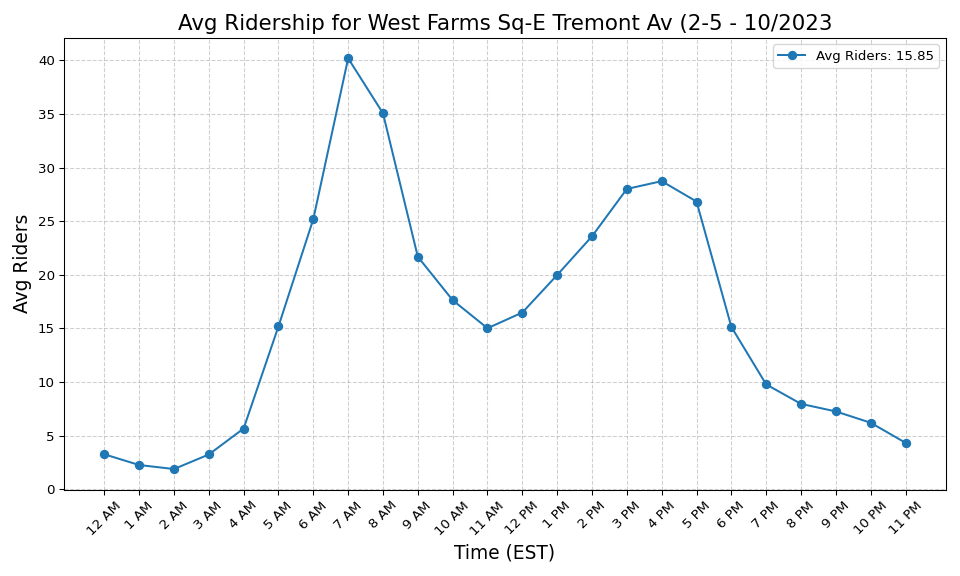 Avg Ridership for West Farms Sq-E Tremont Av (2-5 - 10/2023
Avg Riders: 15.85
Avg Riders
40
35
30
25
20
15
10
5
0
12 AM
1 AM
2 AM
3 AM
4 AM
5 AM
6 AM
7 AM
8 AM
9 AM
10 AM
11 AM
12 PM
1 PM
2 PM
3 PM
4 PM
5 PM
6 PM
7 PM
8 PM
9 PM
10 PM
11 PM
Time (EST)